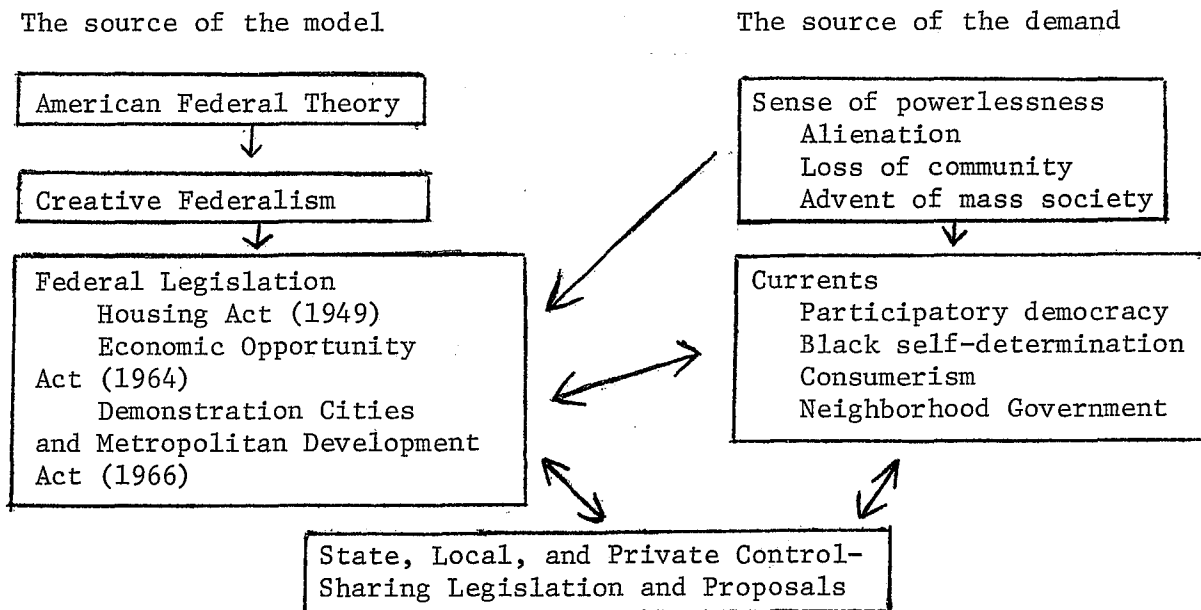 The source of the model
American Federal Theory
Creative Federalism
Federal Legislation
Housing Act (1949)
Economic Opportunity
Act (1964)
Demonstration Cities
and Metropolitan Development
Act (1966)
The source of the demand
Sense of powerlessness
Alienation
Loss of community
Advent of mass society
Currents
Participatory democracy
Black self-determination
Consumerism
Neighborhood Government
State, Local, and Private Control-
Sharing Legislation and Proposals